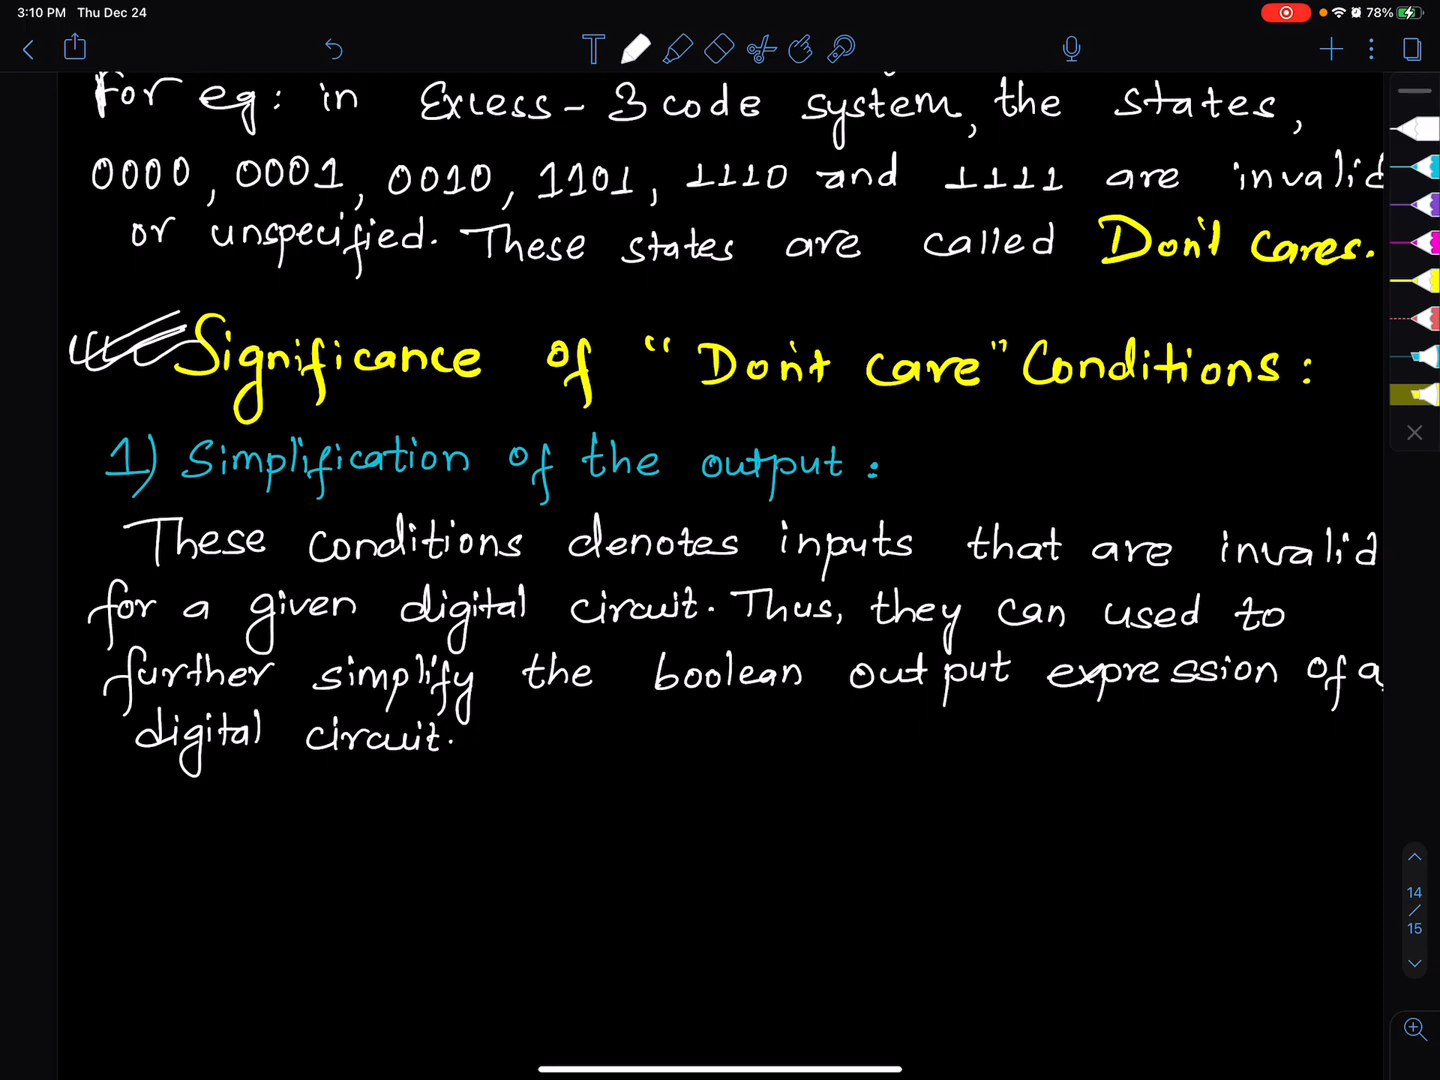 3:10 PM Thu Dec 24
78%
For eg: in Excess-3 code system, the states,
0000, 0001, 0010, 1101, 1110 and 1111 are invalid
or unspecified. These states are called Don't Cares.
Significance of "Don't care" Conditions:
1) Simplification of the output:
These conditions denotes inputs that are invalid
for a given digital circuit. Thus, they can used to
further simplify the boolean output expression of a
digital circuit.
14
/
15